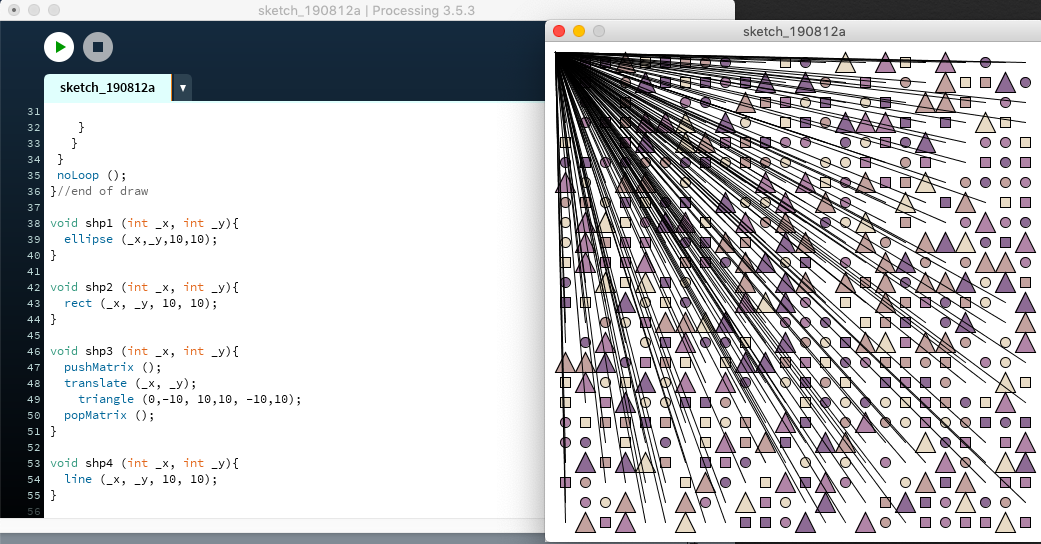 sketch_190812a | Processing 3.5.3
sketch_190812a
sketch_190812a ▼
31
32 }
33 }
34 }
35 noLoop ();
36 }//end of draw
37
38 void shp1 (int _x, int _y){
39 ellipse (_x,_y,10,10);
40 }
41
42 void shp2 (int _x, int _y){
43 rect (_x, _y, 10, 10);
44 }
45
46 void shp3 (int _x, int _y){
47 pushMatrix ();
48 translate (_x, _y);
49 triangle (0,-10, 10,10, -10,10);
50 popMatrix ();
51 }
52
53 void shp4 (int _x, int _y){
54 line (_x, _y, 10, 10);
55 }
56